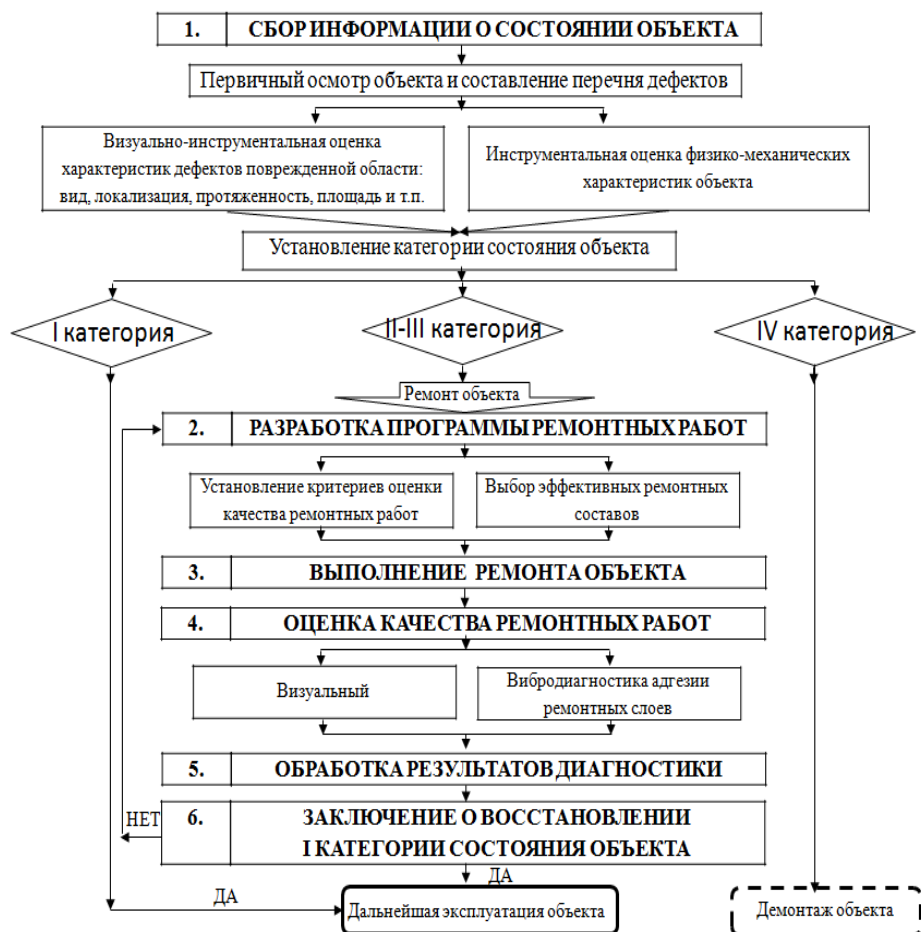 1. СБОР ИНФОРМАЦИИ О СОСТОЯНИИ ОБЪЕКТА
Первичный осмотр объекта и составление перечня дефектов
Визуально-инструментальная оценка
характеристик дефектов поврежденной области:
вид, локализация, протяженность, площадь и т.п.
Инструментальная оценка физико-механических
характеристик объекта
Установление категории состояния объекта
I категория
II-III категория
IV категория
Ремонт объекта
2. РАЗРАБОТКА ПРОГРАММЫ РЕМОНТНЫХ РАБОТ
Установление критериев оценки
качества ремонтных работ
Выбор эффективных ремонтных
составов
3. ВЫПОЛНЕНИЕ РЕМОНТА ОБЪЕКТА
4. ОЦЕНКА КАЧЕСТВА РЕМОНТНЫХ РАБОТ
Визуальный
Вибродиагностика адгезии
ремонтных слоев
5. ОБРАБОТКА РЕЗУЛЬТАТОВ ДИАГНОСТИКИ
НЕТ
6. ЗАКЛЮЧЕНИЕ О ВОССТАНОВЛЕНИИ
I КАТЕГОРИИ СОСТОЯНИЯ ОБЪЕКТА
ДА
ДА
Дальнейшая эксплуатация объекта
Демонтаж объекта